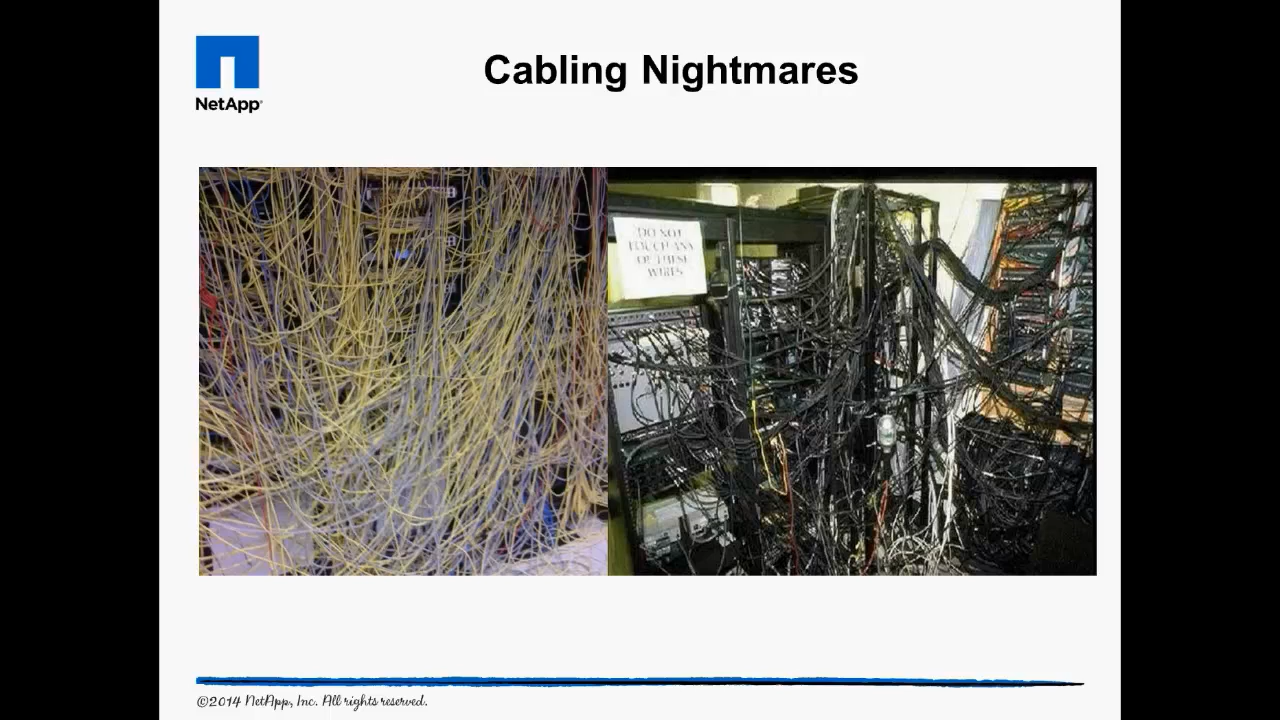 Cabling Nightmares
NetApp®
DO NOT
TOUCH ANY
OF THESE
WIRES
©2014 NetApp, Inc. All rights reserved.